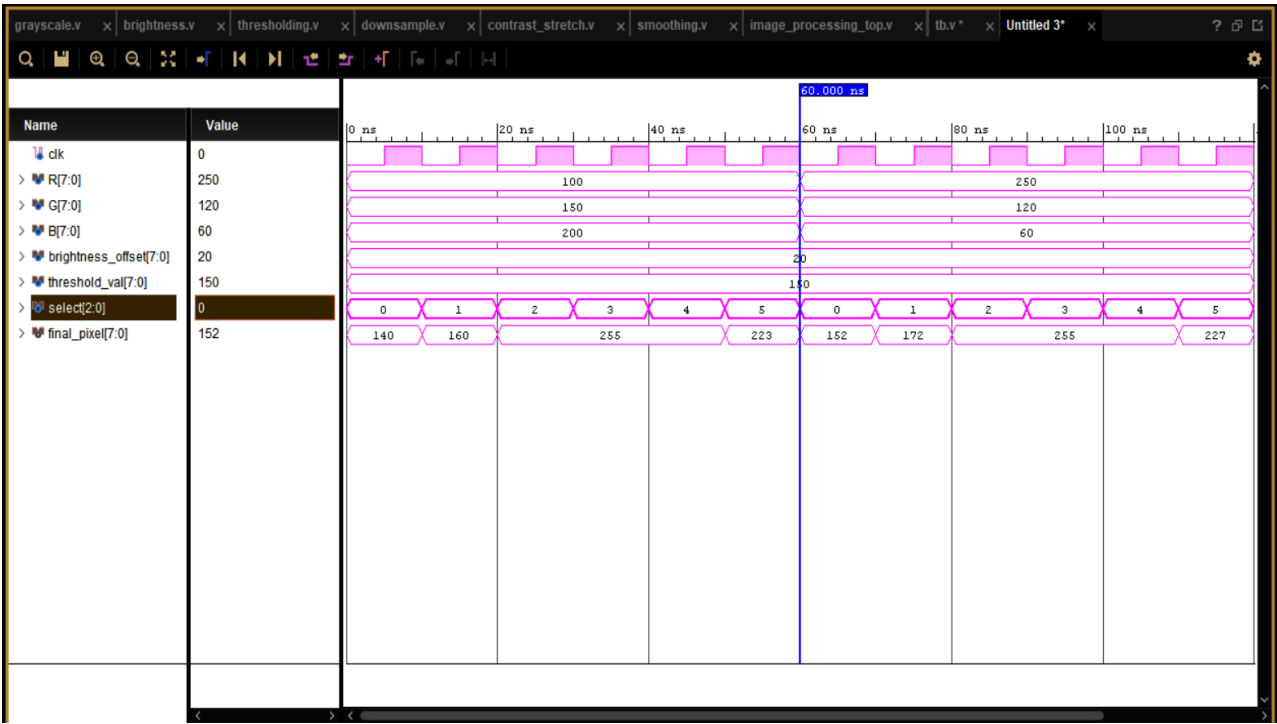 grayscale.v x brightness.v x thresholding.v x downsample.v x contrast_stretch.v x smoothing.v x image_processing_top.v x tb.v * x Untitled 3* x ?
60.000 ns
Name Value 0 ns 20 ns 40 ns 60 ns 80 ns 100 ns
clk 0
R[7:0] 250 100 250
G[7:0] 120 150 120
B[7:0] 60 200 60
brightness_offset[7:0] 20 20
threshold_val[7:0] 150 150
select[2:0] 0 0 1 2 3 4 5 0 1 2 3 4 5
final_pixel[7:0] 152 140 160 255 223 152 172 255 227